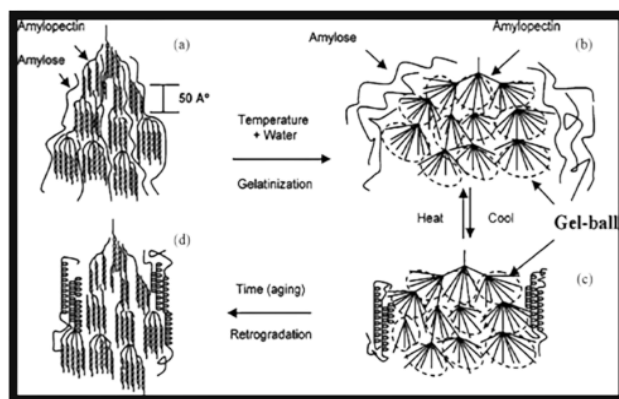 Amylopectin
(a)
Amylose
50 A°
Temperature
+ Water
Gelatinization
Amylose
Amylopectin
(b)
Heat
Cool
Gel-ball
(d)
Time (aging)
Retrogradation
(c)